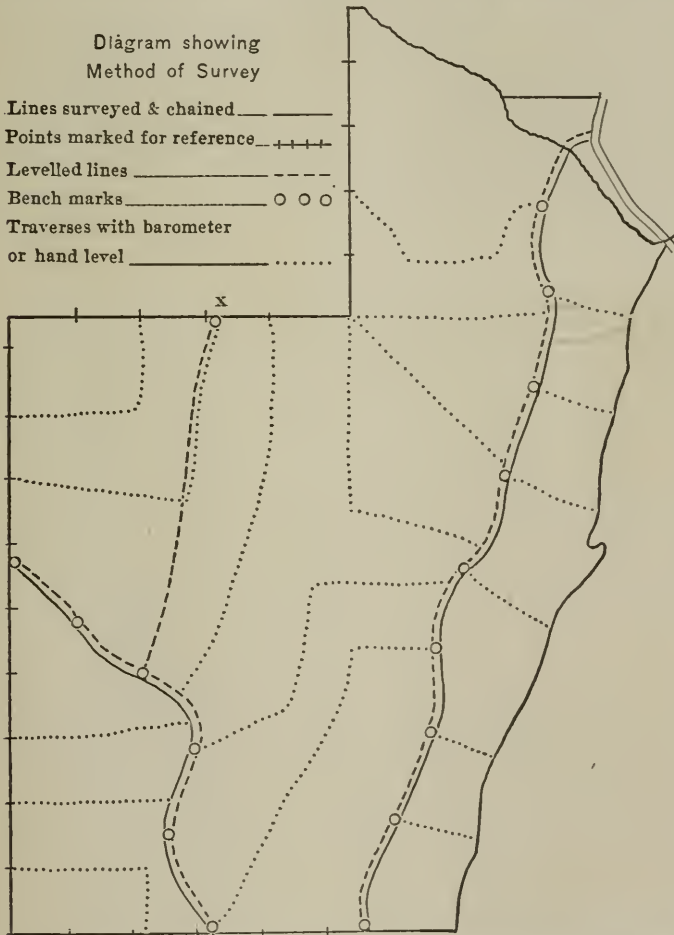 Diagram showing
Method of Survey
Lines surveyed & chained
Points marked for reference
Levelled lines
Bench marks
Traverses with barometer
or hand level
x